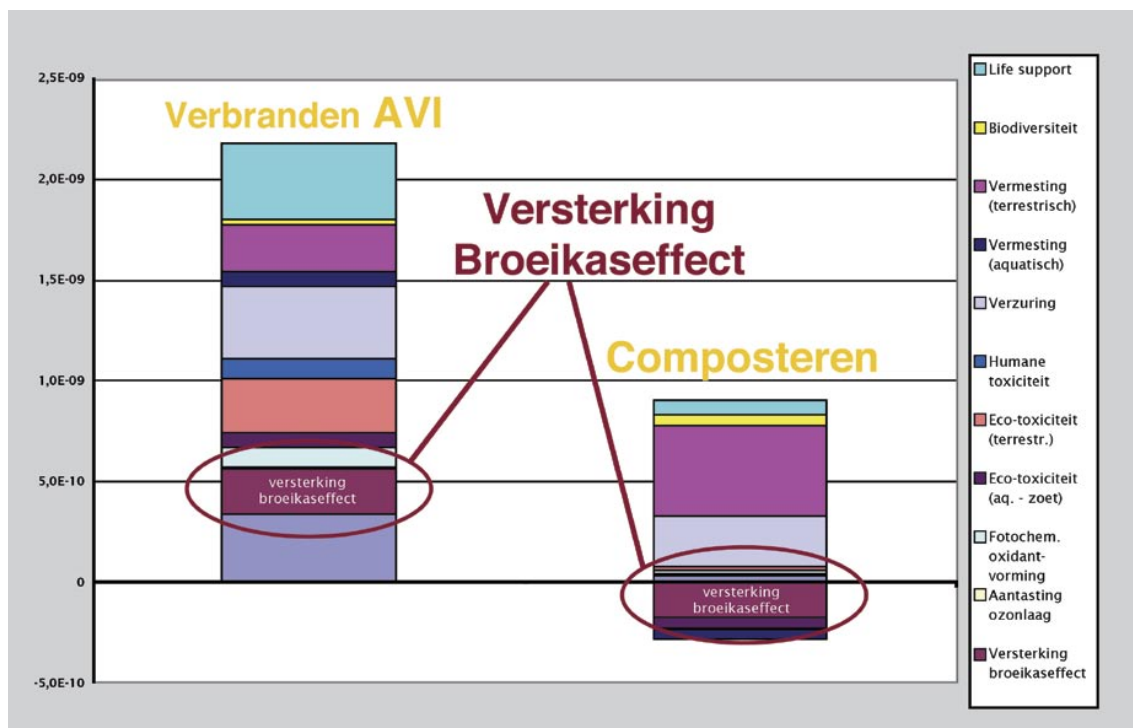 2,5E-09
2,0E-09
1,5E-09
1,0E-09
5,0E-10
0
-5,0E-10
Verbranden AVI
Versterking
Broeikaseffect
Composteren
versterking
broeikaseffect
versterking
broeikaseffect
Life support
Biodiversiteit
Vermesting
(terrestrisch)
Vermesting
(aquatisch)
Verzuring
Humane
toxiciteit
Eco-toxiciteit
(terrestr.)
Eco-toxiciteit
(aq. - zoet)
Fotochem.
oxidant-
vorming
Aantasting
ozonlaag
Versterking
broeikaseffect